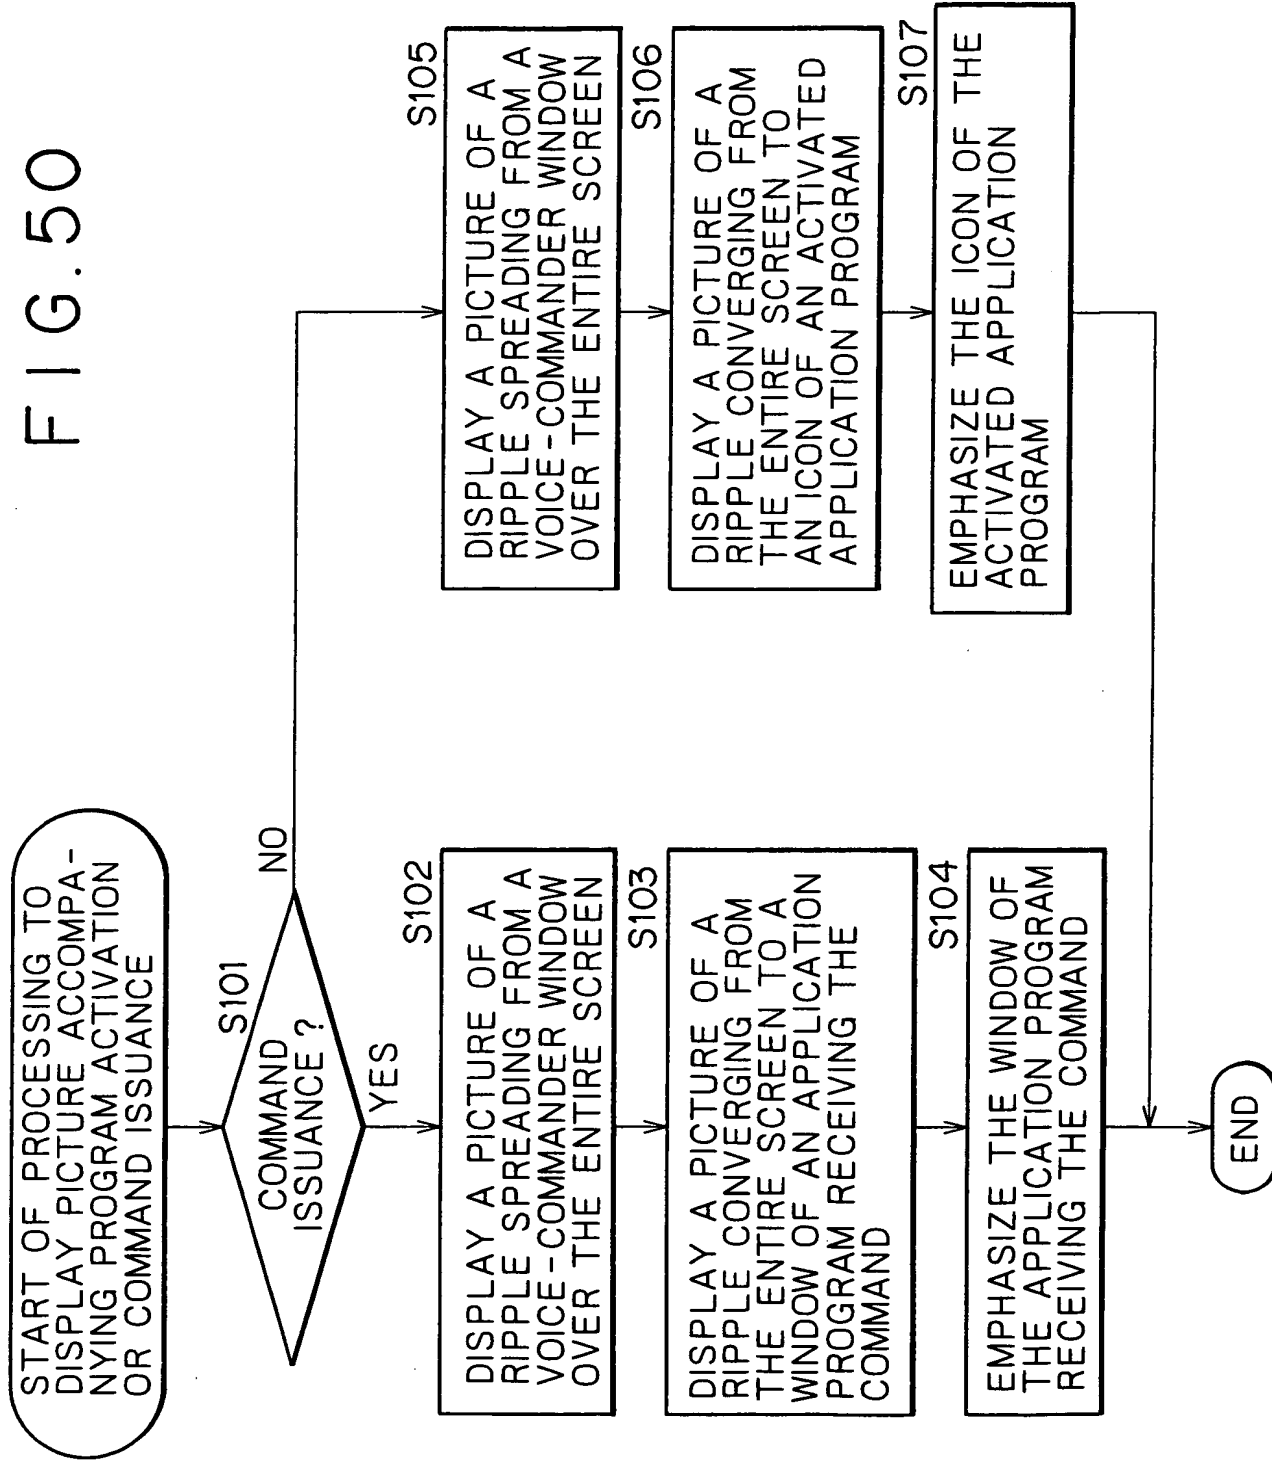 FIG.50
START OF PROCESSING TO
DISPLAY PICTURE ACCOMPA-
NYING PROGRAM ACTIVATION
OR COMMAND ISSUANCE
S101
COMMAND
ISSUANCE?
NO
YES
S102
DISPLAY A PICTURE OF A
RIPPLE SPREADING FROM A
VOICE-COMMANDER WINDOW
OVER THE ENTIRE SCREEN
S103
DISPLAY A PICTURE OF A
RIPPLE CONVERGING FROM
THE ENTIRE SCREEN TO A
WINDOW OF AN APPLICATION
PROGRAM RECEIVING THE
COMMAND
S104
EMPHASIZE THE WINDOW OF
THE APPLICATION PROGRAM
RECEIVING THE COMMAND
S105
DISPLAY A PICTURE OF A
RIPPLE SPREADING FROM A
VOICE-COMMANDER WINDOW
OVER THE ENTIRE SCREEN
S106
DISPLAY A PICTURE OF A
RIPPLE CONVERGING FROM
THE ENTIRE SCREEN TO
AN ICON OF AN ACTIVATED
APPLICATION PROGRAM
S107
EMPHASIZE THE ICON OF THE
ACTIVATED APPLICATION
PROGRAM
END